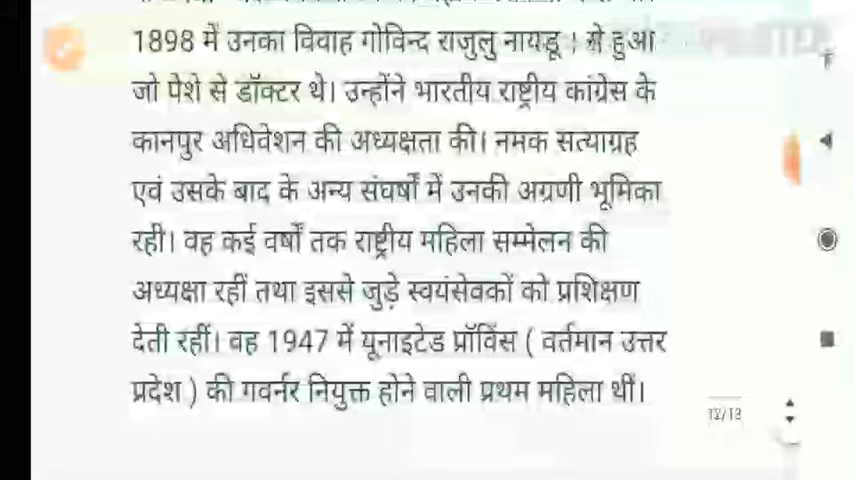 1898 में उनका विवाह गोविन्द राजुलु नायडू । से हुआ
जो पेशे से डॉक्टर थे। उन्होंने भारतीय राष्ट्रीय कांग्रेस के
कानपुर अधिवेशन की अध्यक्षता की। नमक सत्याग्रह
एवं उसके बाद के अन्य संघर्षों में उनकी अग्रणी भूमिका
रही। वह कई वर्षों तक राष्ट्रीय महिला सम्मेलन की
अध्यक्षा रहीं तथा इससे जुड़े स्वयंसेवकों को प्रशिक्षण
देती रहीं। वह 1947 में यूनाइटेड प्रॉविंस ( वर्तमान उत्तर
प्रदेश ) की गवर्नर नियुक्त होने वाली प्रथम महिला थीं।
12/13